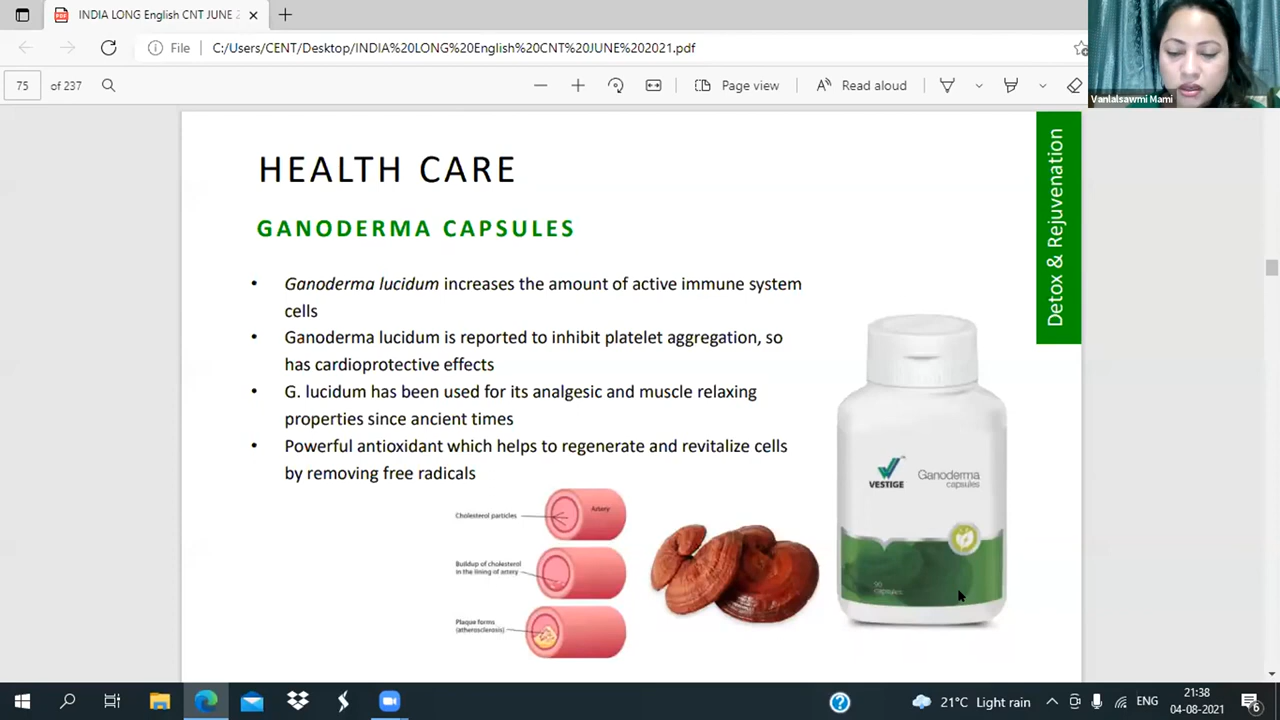 INDIA LONG English CNT JUNE 2
File
C:/Users/CENT/Desktop/INDIA%20LONG%20English%20CNT%20JUNE%202021.pdf
75 of 237
Page view
Read aloud
Vanlalsawmi Mami
HEALTH CARE
GANODERMA CAPSULES
Detox & Rejuvenation
• Ganoderma lucidum increases the amount of active immune system
cells
• Ganoderma lucidum is reported to inhibit platelet aggregation, so
has cardioprotective effects
• G. lucidum has been used for its analgesic and muscle relaxing
properties since ancient times
• Powerful antioxidant which helps to regenerate and revitalize cells
by removing free radicals
Cholesterol particles
Artery
Buildup of cholesterol
in the lining of artery
Plaque forms
(atherosclerosis)
VESTIGE
Ganoderma
capsules
90
capsules
21°C Light rain
ENG
21:38
04-08-2021
6